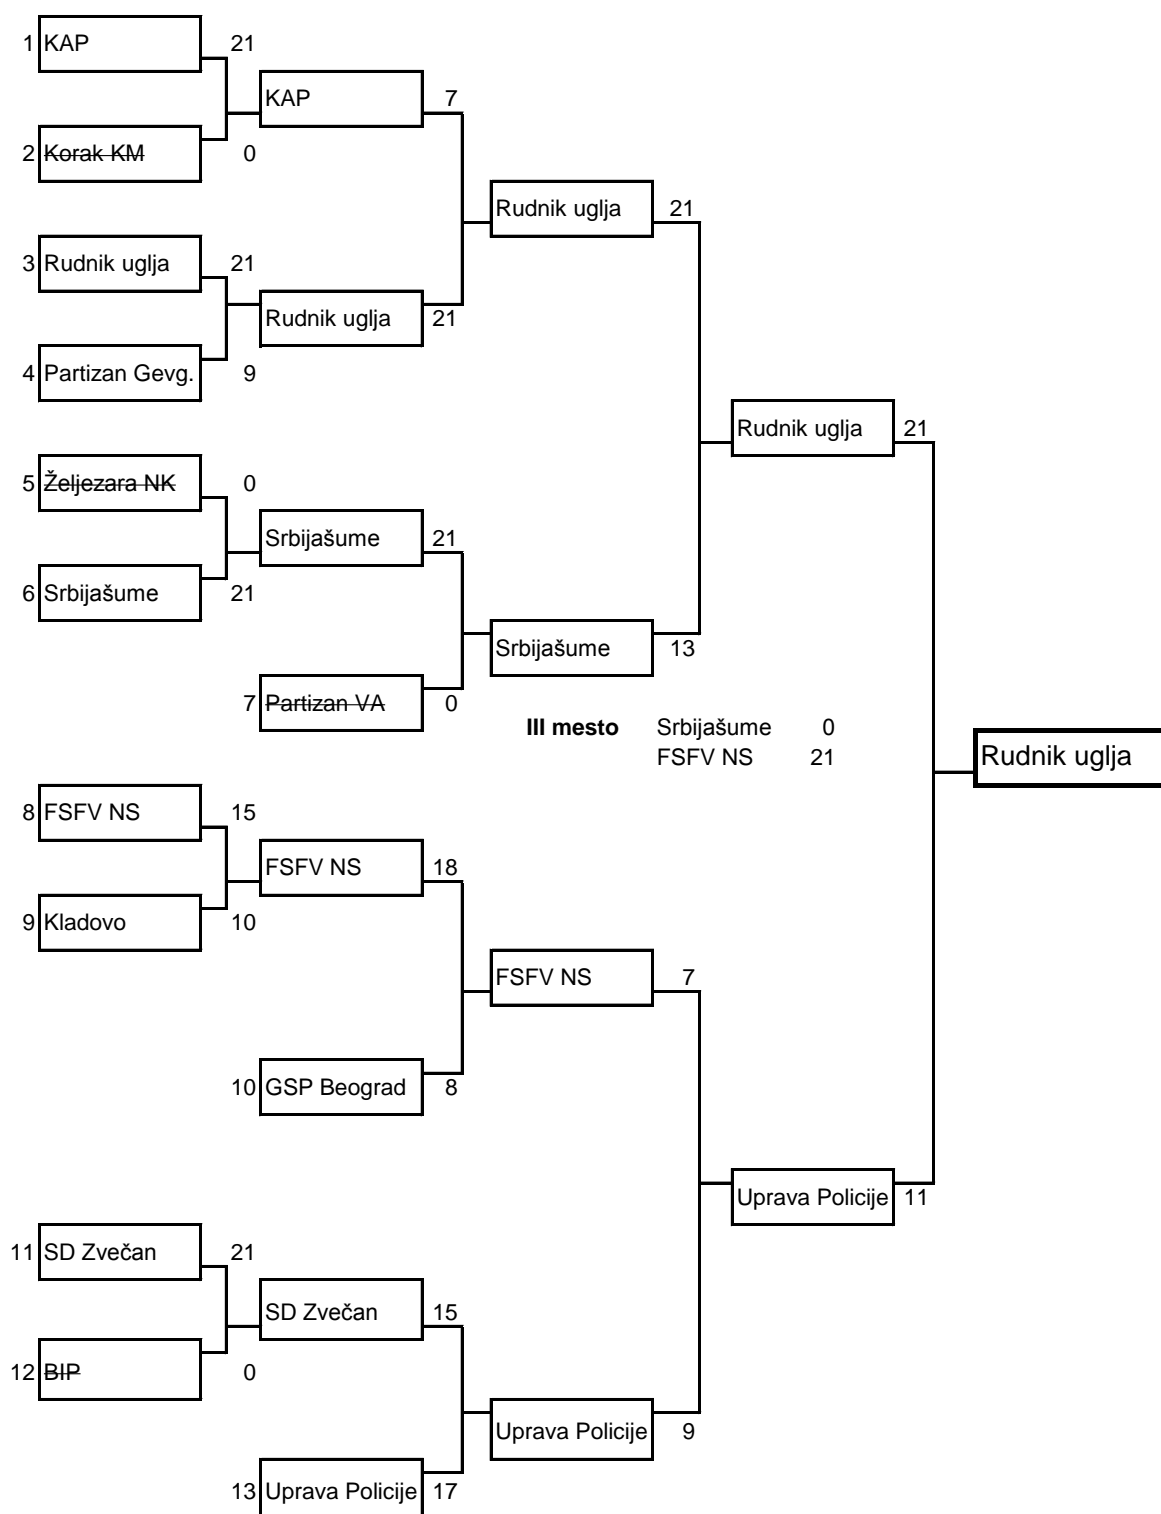 1 KAP 21
KAP 7
2 Korak KM 0
Rudnik uglja 21
3 Rudnik uglja 21
Rudnik uglja 21
4 Partizan Gevg. 9
Rudnik uglja 21
5 Željezara NK 0
Srbijašume 21
6 Srbijašume 21
Srbijašume 13
7 Partizan VA 0
III mesto Srbijašume 0
FSFV NS 21
Rudnik uglja
8 FSFV NS 15
FSFV NS 18
9 Kladovo 10
FSFV NS 7
10 GSP Beograd 8
Uprava Policije 11
11 SD Zvečan 21
SD Zvečan 15
12 BIP 0
Uprava Policije 9
13 Uprava Policije 17